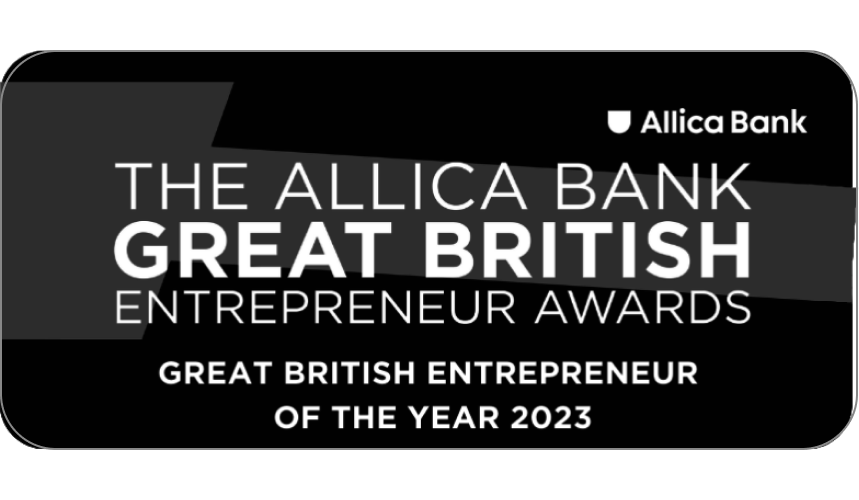 Allica Bank
THE ALLICA BANK
GREAT BRITISH
ENTREPRENEUR AWARDS
GREAT BRITISH ENTREPRENEUR
OF THE YEAR 2023